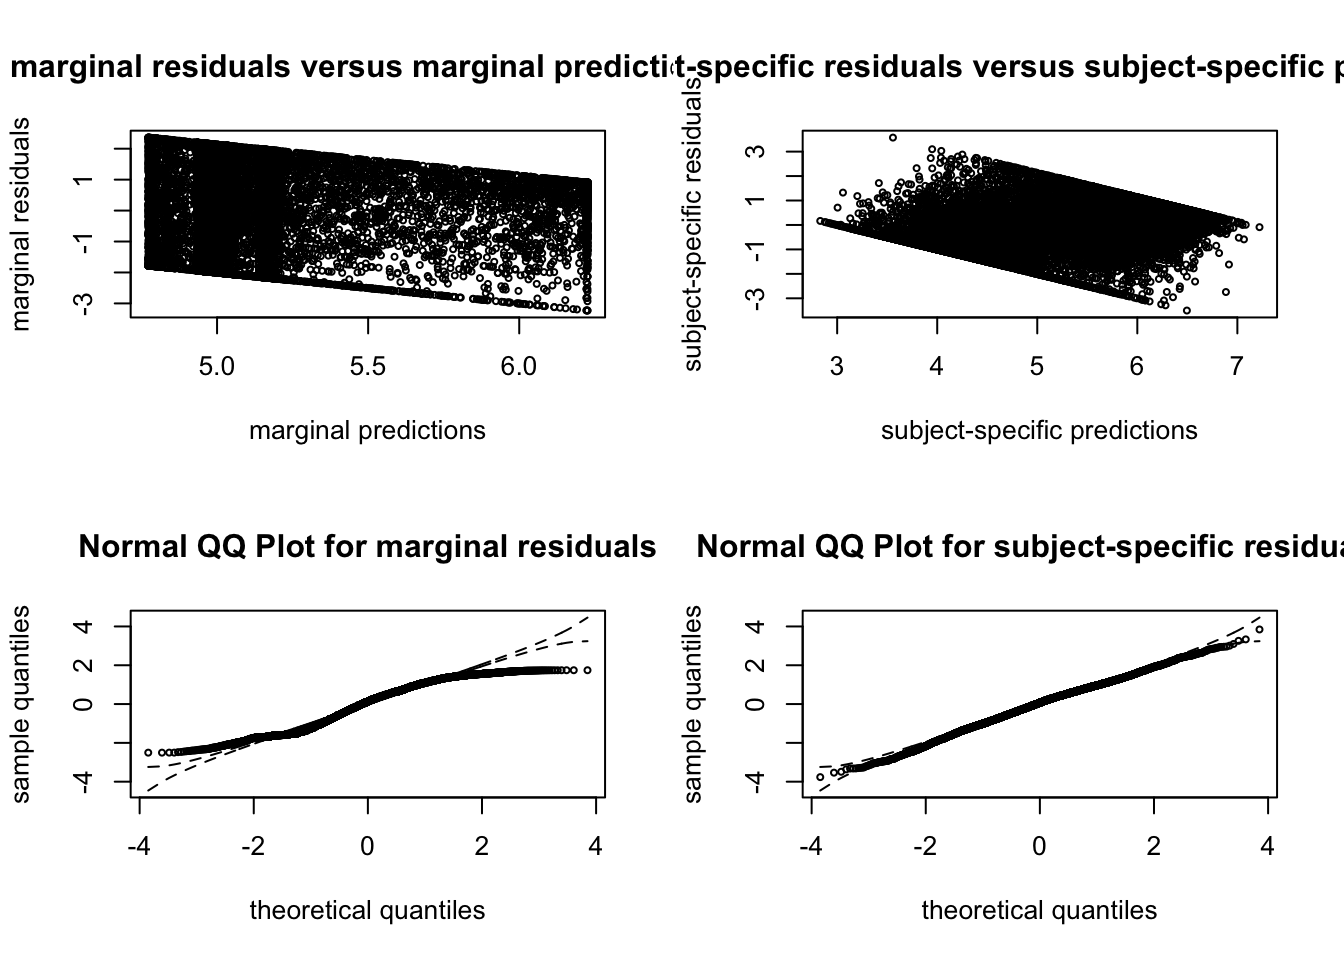 marginal residuals versus marginal predicti
t-specific residuals versus subject-specific p
marginal residuals
1
-1
-3
5.0 5.5 6.0
marginal predictions
subject-specific residuals
3
1
-1
-3
3 4 5 6 7
subject-specific predictions
Normal QQ Plot for marginal residuals
sample quantiles
4
2
0
-4
-4 -2 0 2 4
theoretical quantiles
Normal QQ Plot for subject-specific residua
sample quantiles
4
2
0
-4
-4 -2 0 2 4
theoretical quantiles